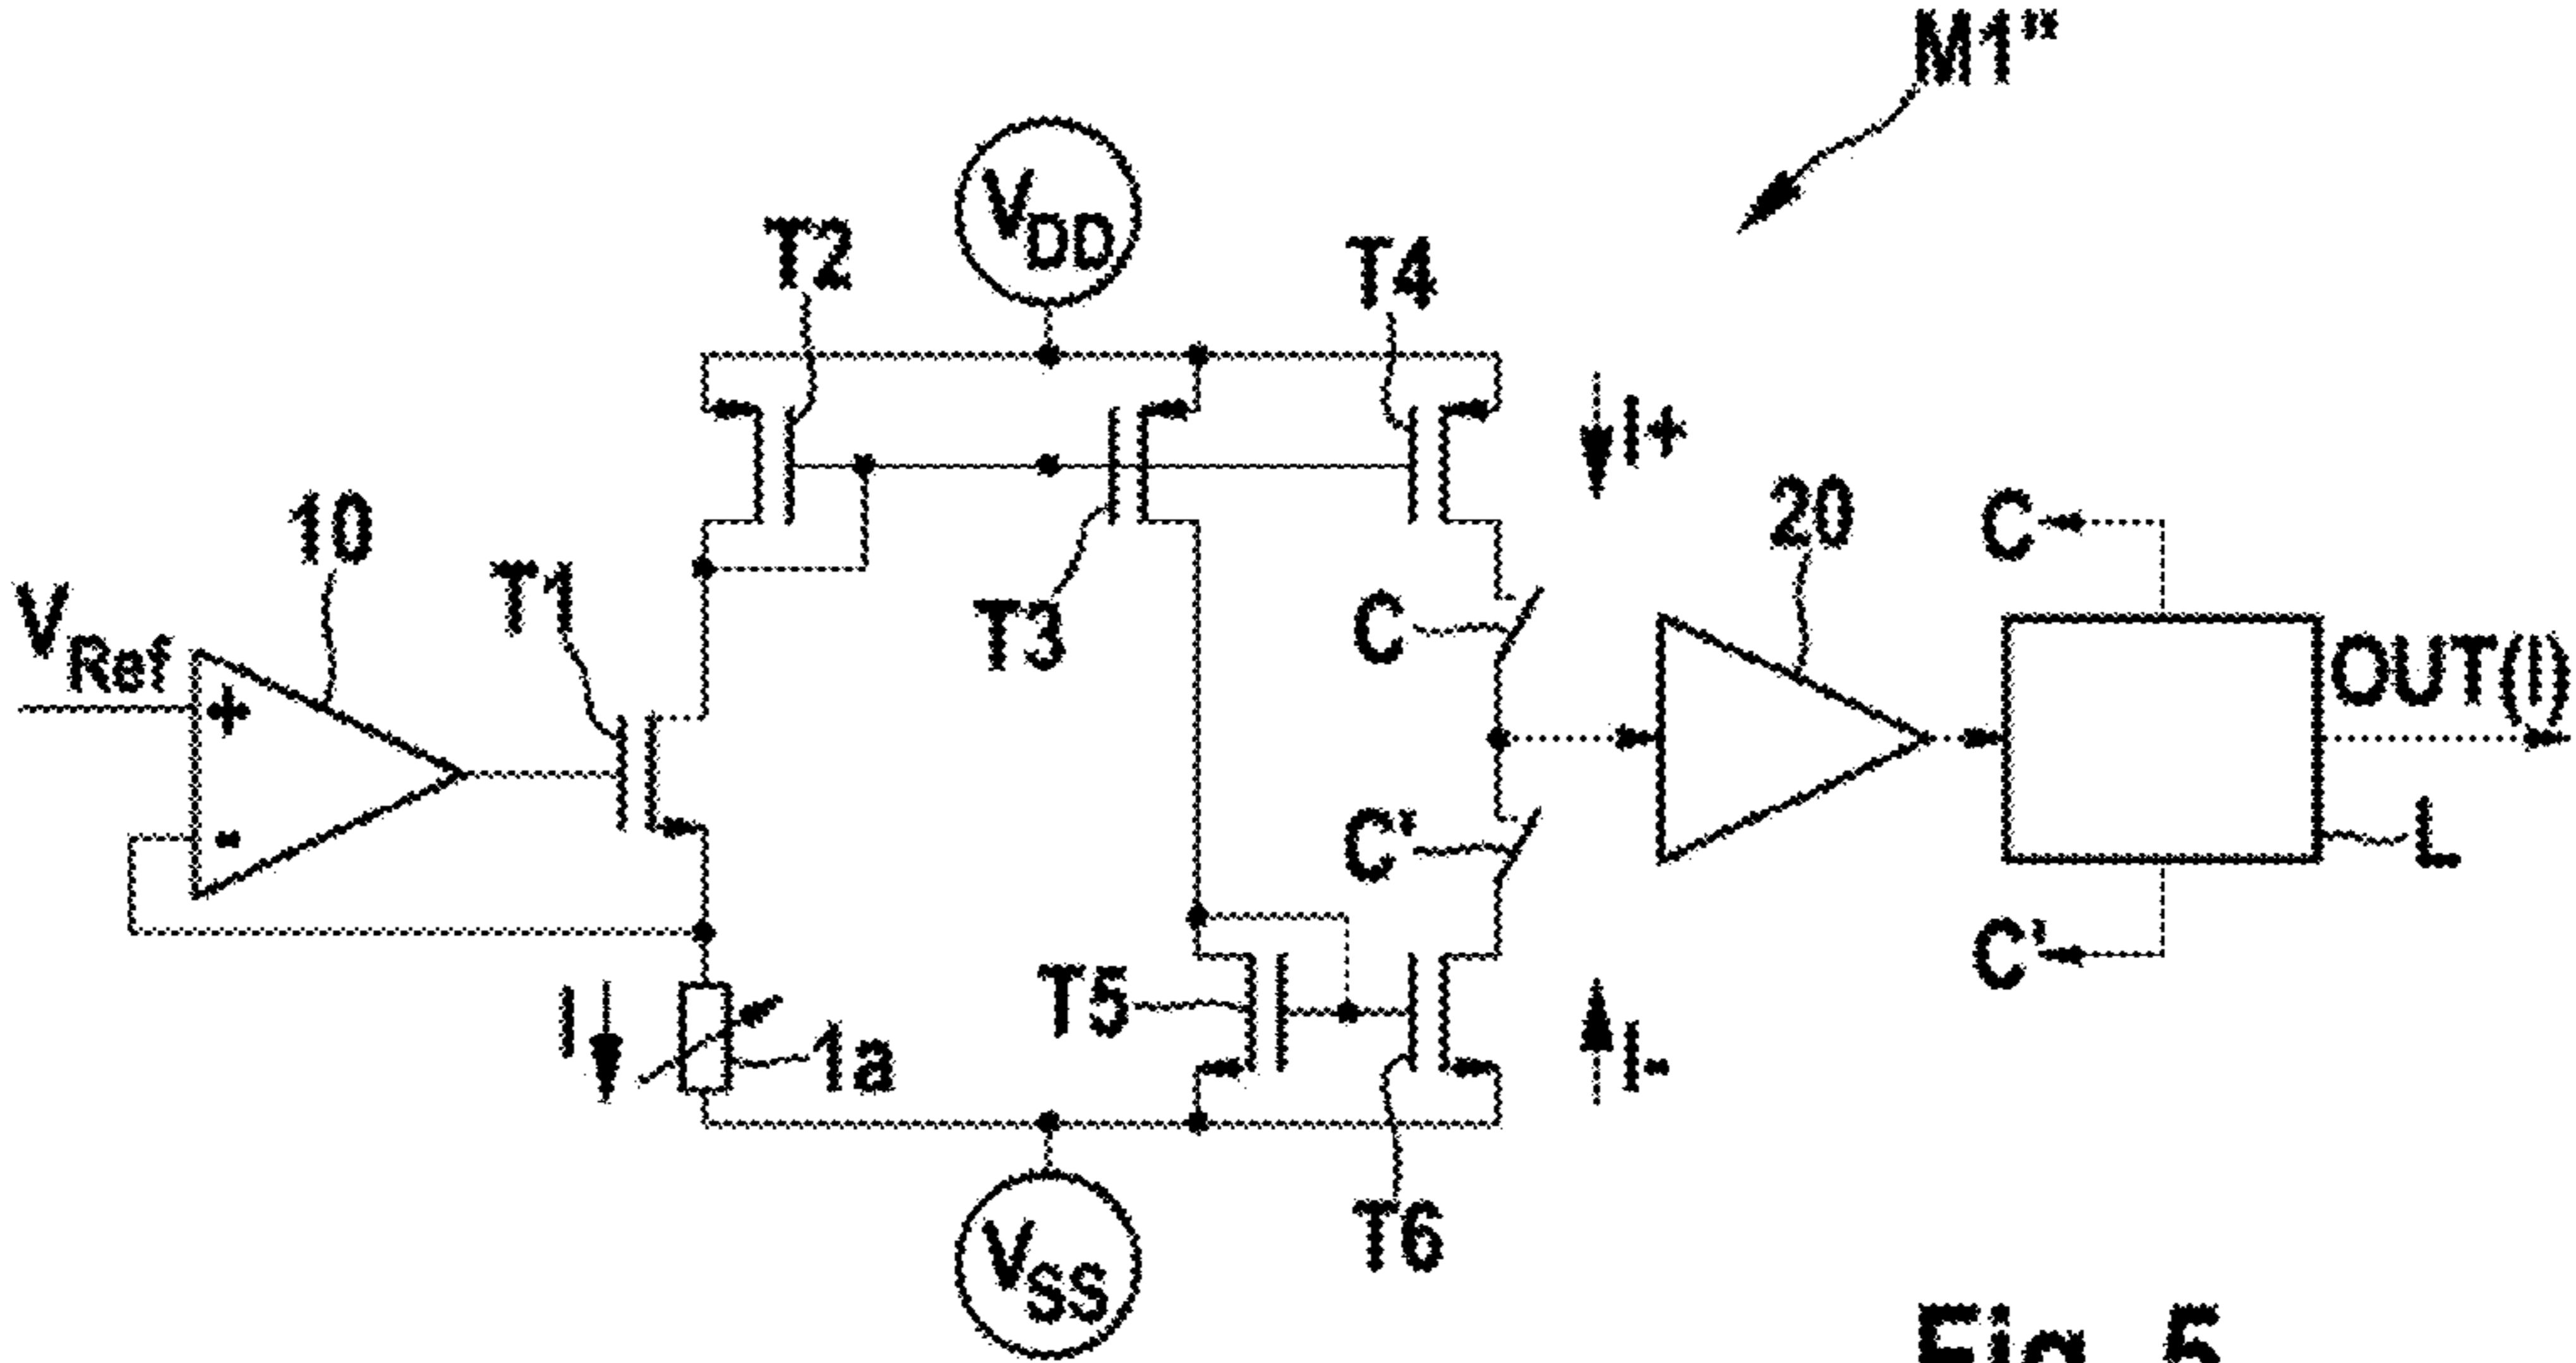 M1"
VDD
T2
T4
I+
10
20
C
VRef
T1
T3
C
+
OUT(I)
-
C'
L
C'
T5
I
1a
I-
T6
VSS
Fig. 5